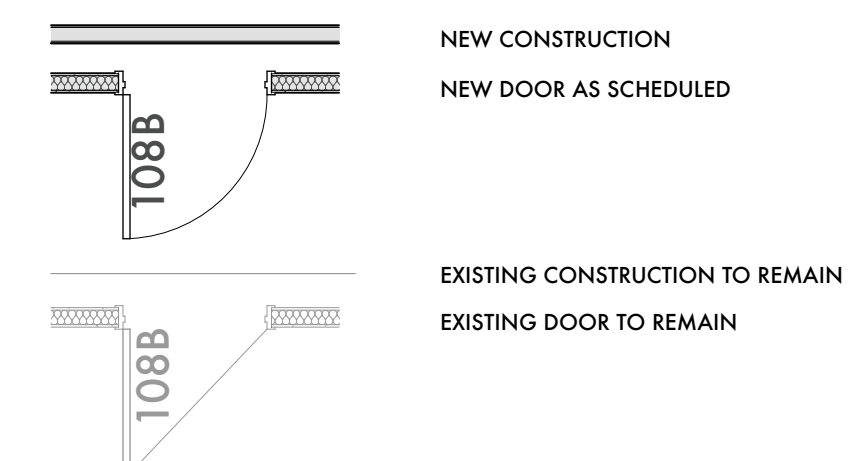 NEW CONSTRUCTION
NEW DOOR AS SCHEDULED
108B
EXISTING CONSTRUCTION TO REMAIN
EXISTING DOOR TO REMAIN
108B